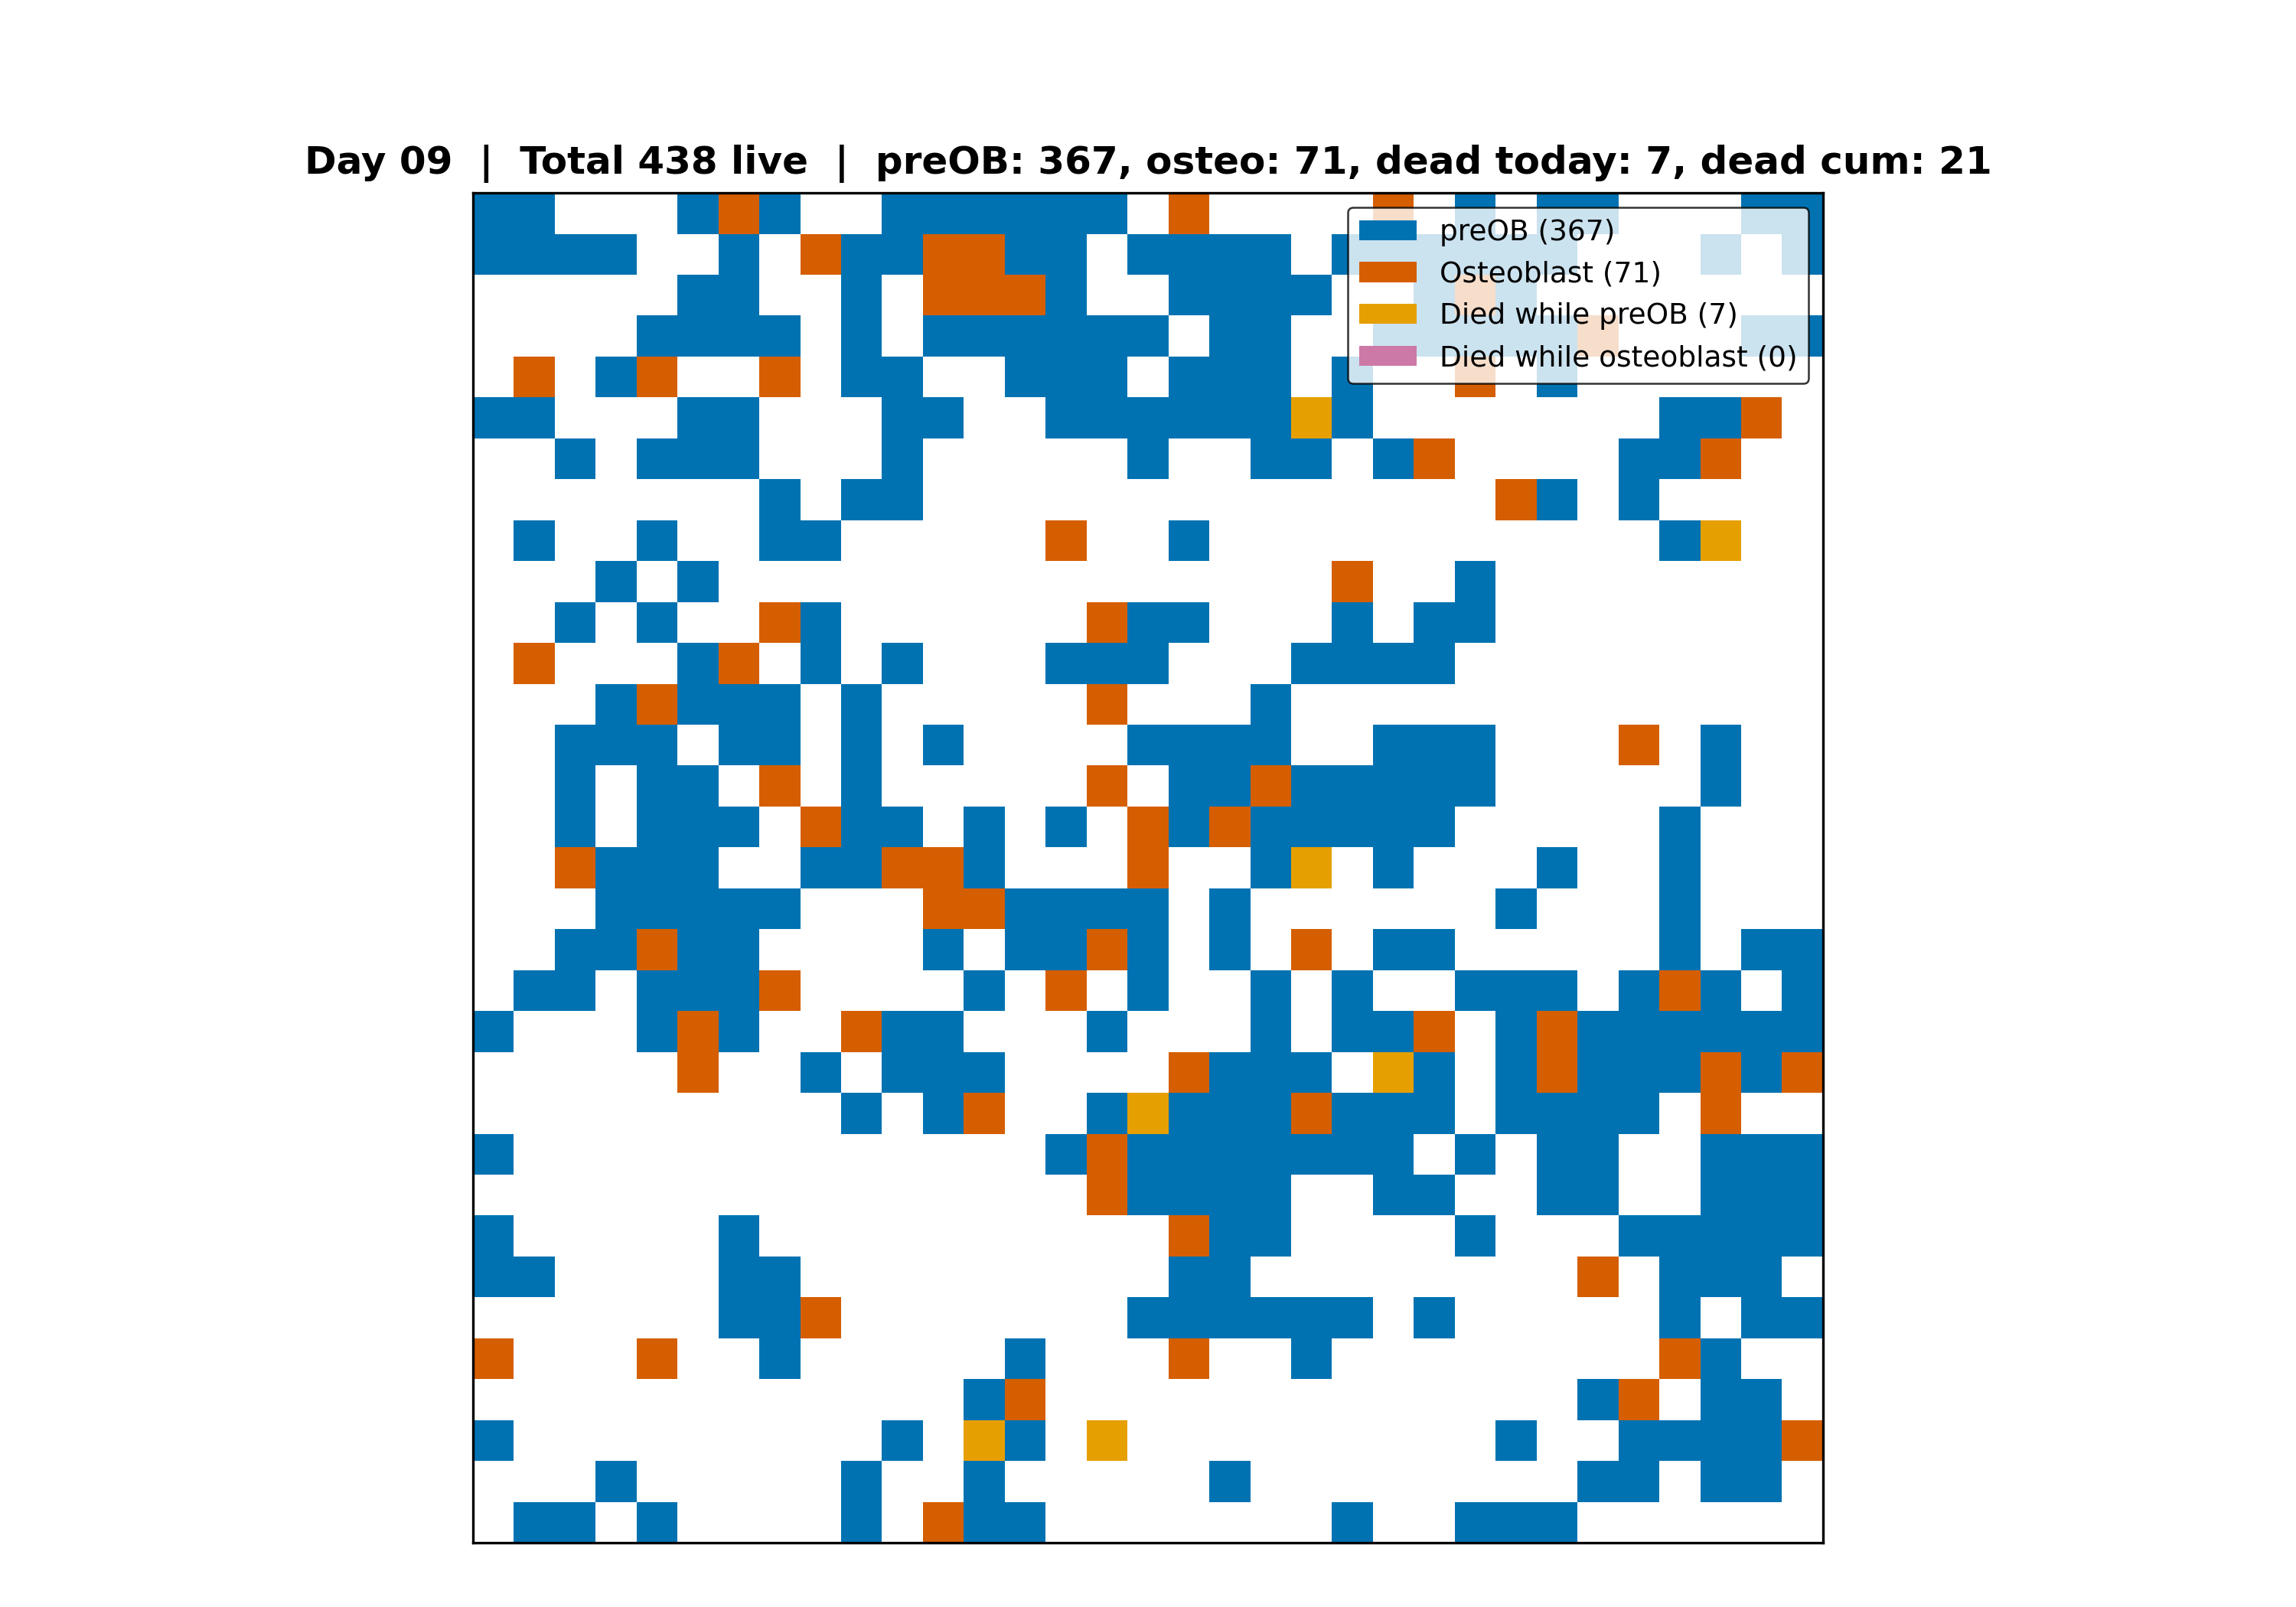 Day 09 | Total 438 live | preOB: 367, osteo: 71, dead today: 7, dead cum: 21
preOB (367)
Osteoblast (71)
Died while preOB (7)
Died while osteoblast (0)